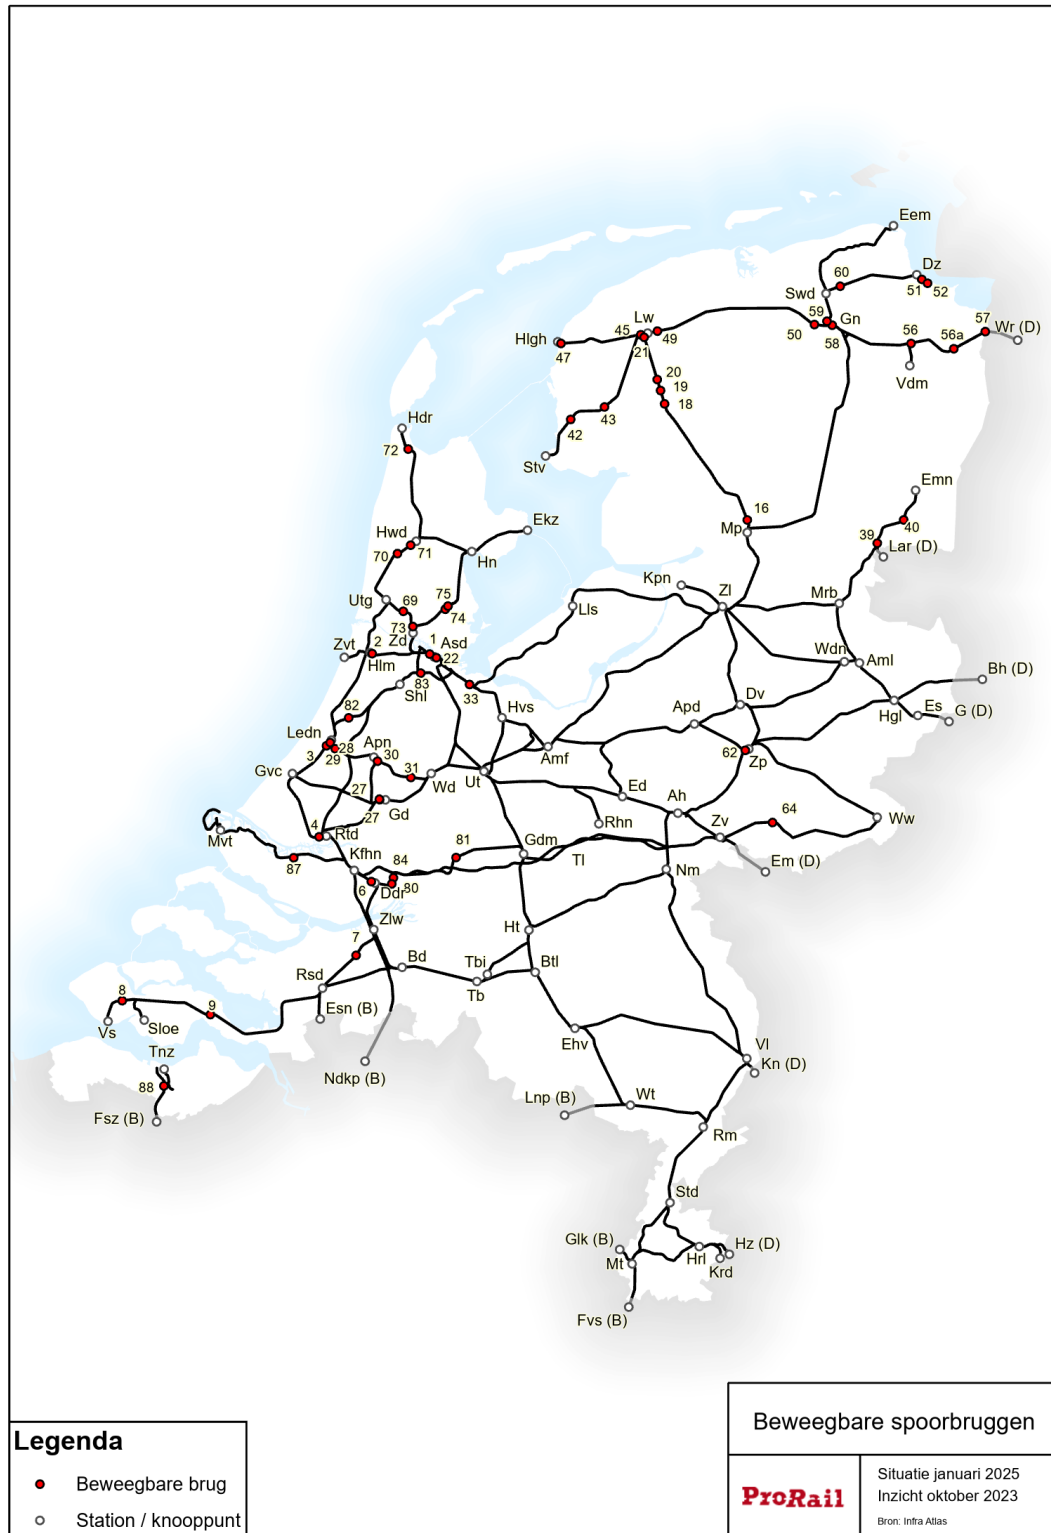 Eem
Dz
60
51
52
Swd
59
Gn
57
Wr (D)
Lw
45
49
50
58
56
56a
Hlgh
47
21
Vdm
20
19
18
43
42
Hdr
72
Stv
Emn
16
40
Ekz
Mp
39
Lar (D)
Hwd
71
70
Hn
Kpn
Zl
Mrb
Utg
69
75
74
Lls
73
Zd
1
Asd
Zvt
2
Hlm
22
Wdn
Aml
Bh (D)
83
Shl
33
82
Hvs
Apd
Dv
Hgl
Es
G (D)
Ledn
28
3
29
Apn
30
Amf
62
Zp
Gvc
31
Wd
Ut
27
Gd
27
Ed
Ah
64
Ww
4
Rtd
Rhn
Zv
Mvt
Kfhn
81
Gdm
Tl
Em (D)
87
84
6
Ddr
80
Nm
Zlw
7
Ht
Bd
Tbi
Btl
Rsd
Tb
8
9
Esn (B)
Vs
Sloe
Ehv
Tnz
Vl
Kn (D)
88
Ndkp (B)
Lnp (B)
Wt
Fsz (B)
Rm
Std
Glk (B)
Mt
Hrl
Hz (D)
Krd
Fvs (B)
Legenda
Beweegbare brug
Station / knooppunt
Beweegbare spoorbruggen
ProRail
Situatie januari 2025
Inzicht oktober 2023
Bron: Infra Atlas